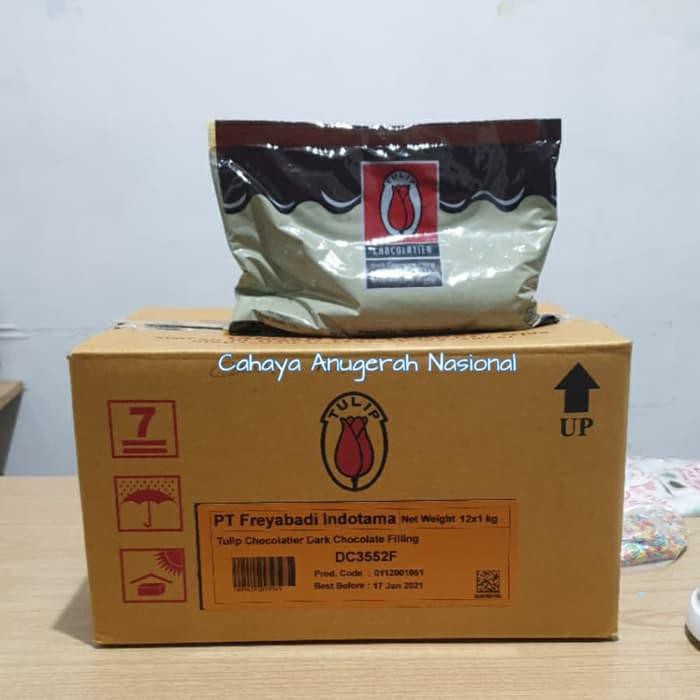 TULIP
CHOCOLATIER
Cahaya Anugerah Nasional
7
TULIP
UP
PT Freyabadi Indotama Net Weight 12x1 kg
Tulip Chocolatier Dark Chocolate Filling
DC3552F
Prod. Code : 0112001051
Best Before : 17 Jan 2021